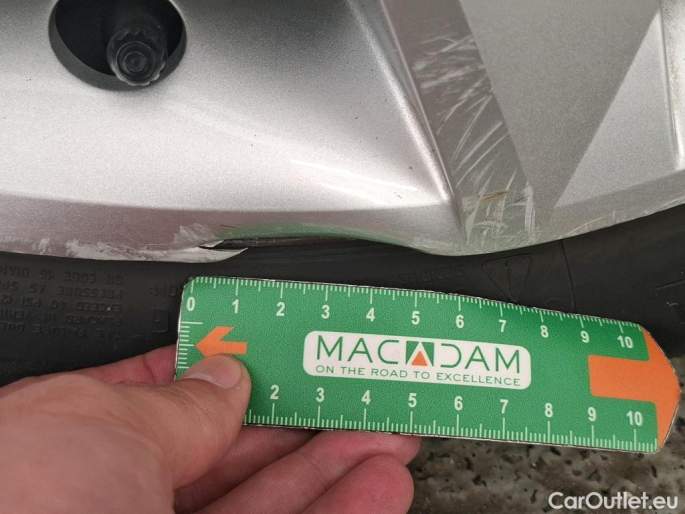 0 1 2 3 4 5 6 7 8 9 10
MACADAM
ON THE ROAD TO EXCELLENCE
2 3 4 5 6 7 8 9 10
CarOutlet.eu